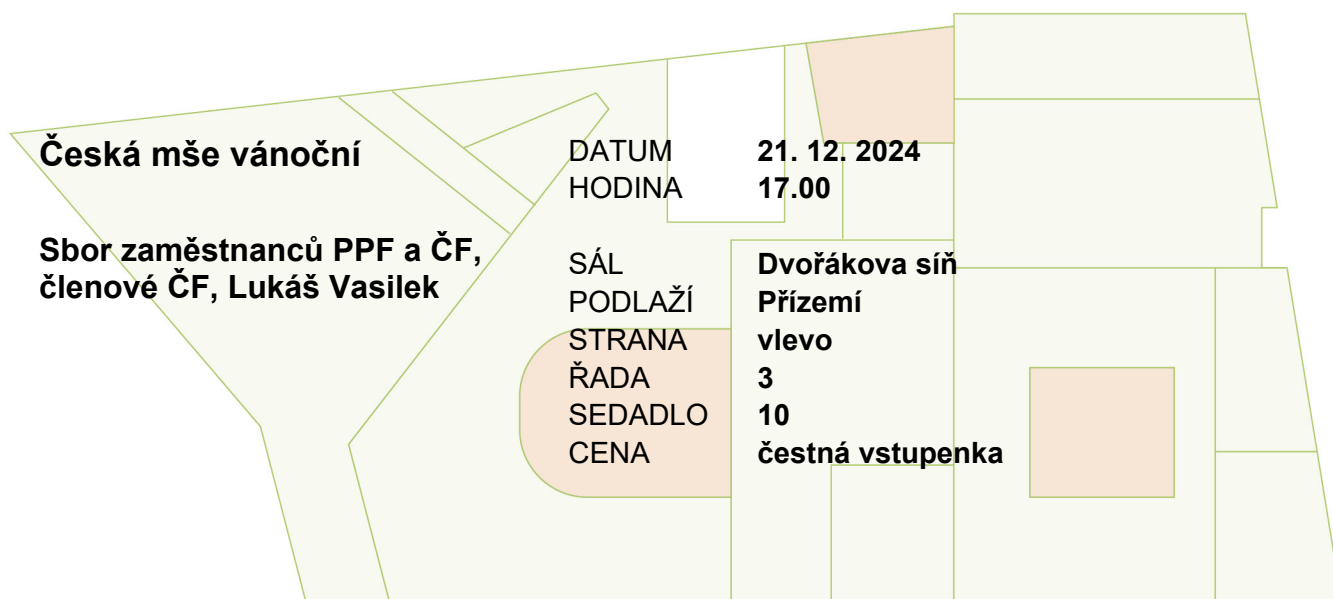 Česká mše vánoční
Sbor zaměstnanců PPF a ČF,
členové ČF, Lukáš Vasilek
DATUM 21. 12. 2024
HODINA 17.00
SÁL Dvořákova síň
PODLAŽÍ Přízemí
STRANA vlevo
ŘADA 3
SEDADLO 10
CENA čestná vstupenka